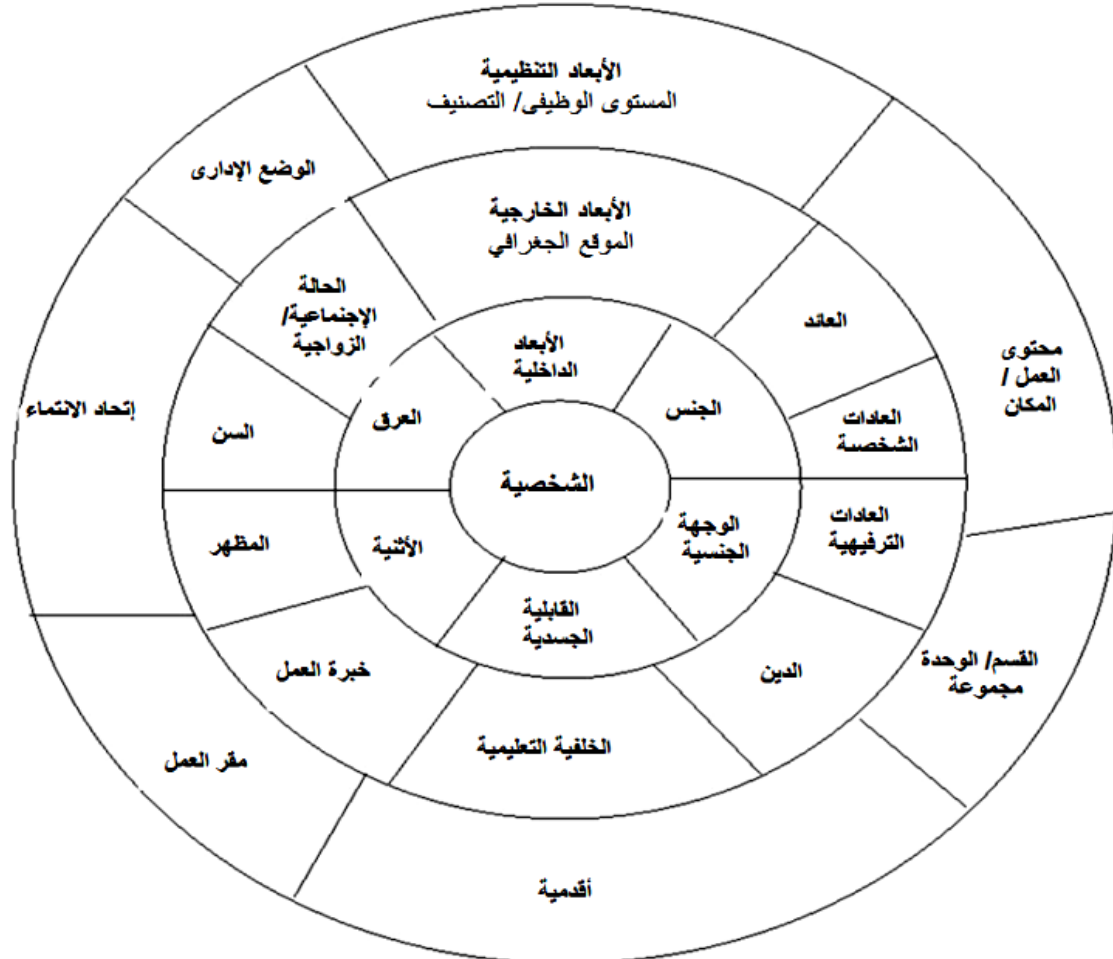 الأبعاد التنظيمية
المستوى الوظيفى/ التصنيف
الوضع الإدارى
الأبعاد الخارجية
الموقع الجغرافي
الحالة
الإجنماعية/
الزواجية
العائد
الأبعاد
الداخلية
محتوى
العمل /
المكان
إتحاد الانتماء
السن
العرق
الجنس
العادات
الشخصية
الشخصية
المظهر
الأثنية
الوجهة
الجنسية
العادات
الترفيهية
القابلية
الجسدية
القسم/ الوحدة
مجموعة
خبرة العمل
الدين
الخلفية التعليمية
مقر العمل
أقدمية